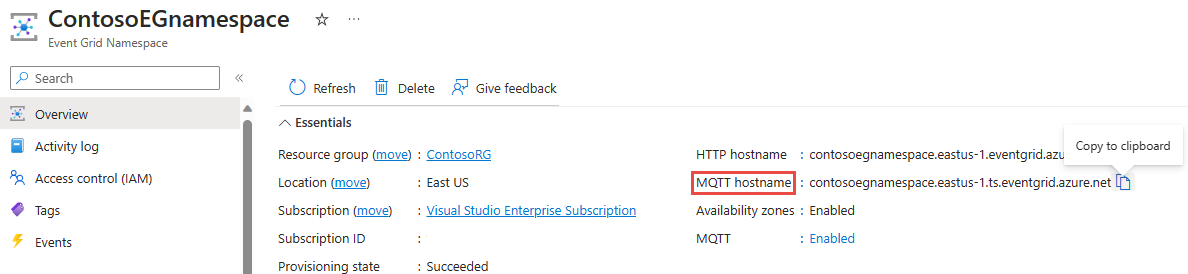 ContosoEGnamespace
Event Grid Namespace
Search
Refresh Delete Give feedback
Overview
Activity log
Access control (IAM)
Tags
Events
Essentials
Resource group (move) : ContosoRG
Location (move) : East US
Subscription (move) : Visual Studio Enterprise Subscription
Subscription ID :
Provisioning state : Succeeded
Copy to clipboard
HTTP hostname : contosoegnamespace.eastus-1.eventgrid.azu
MQTT hostname : contosoegnamespace.eastus-1.ts.eventgrid.azure.net
Availability zones : Enabled
MQTT : Enabled